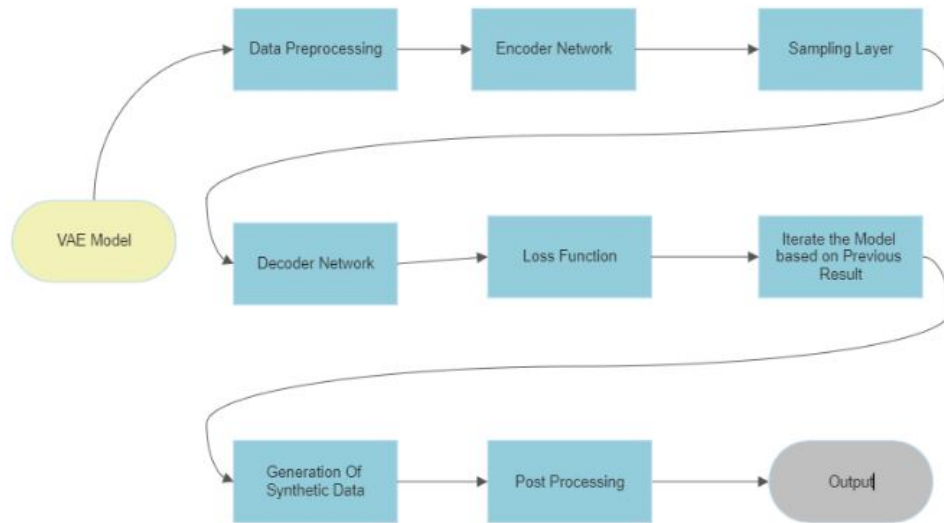 Data Preprocessing
Encoder Network
Sampling Layer
VAE Model
Decoder Network
Loss Function
Iterate the Model
based on Previous
Result
Generation Of
Synthetic Data
Post Processing
Output